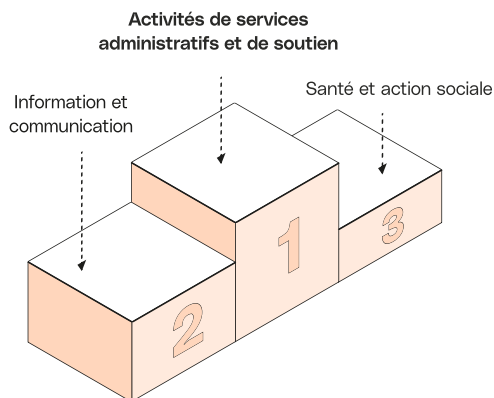 Activités de services
administratifs et de soutien
Santé et action sociale
Information et
communication
1
2
3